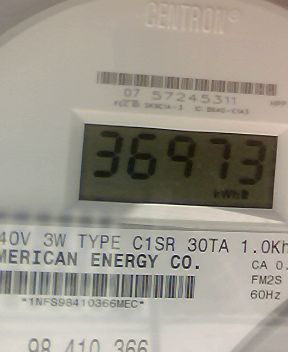 CENTRON®
07 57245311
36973
kWh
40V 3W TYPE C1SR 30TA 1.0Kh
MERICAN ENERGY CO.
CA 0.
FM2S
60Hz
*1NFS98410366MEC*
98 410 366